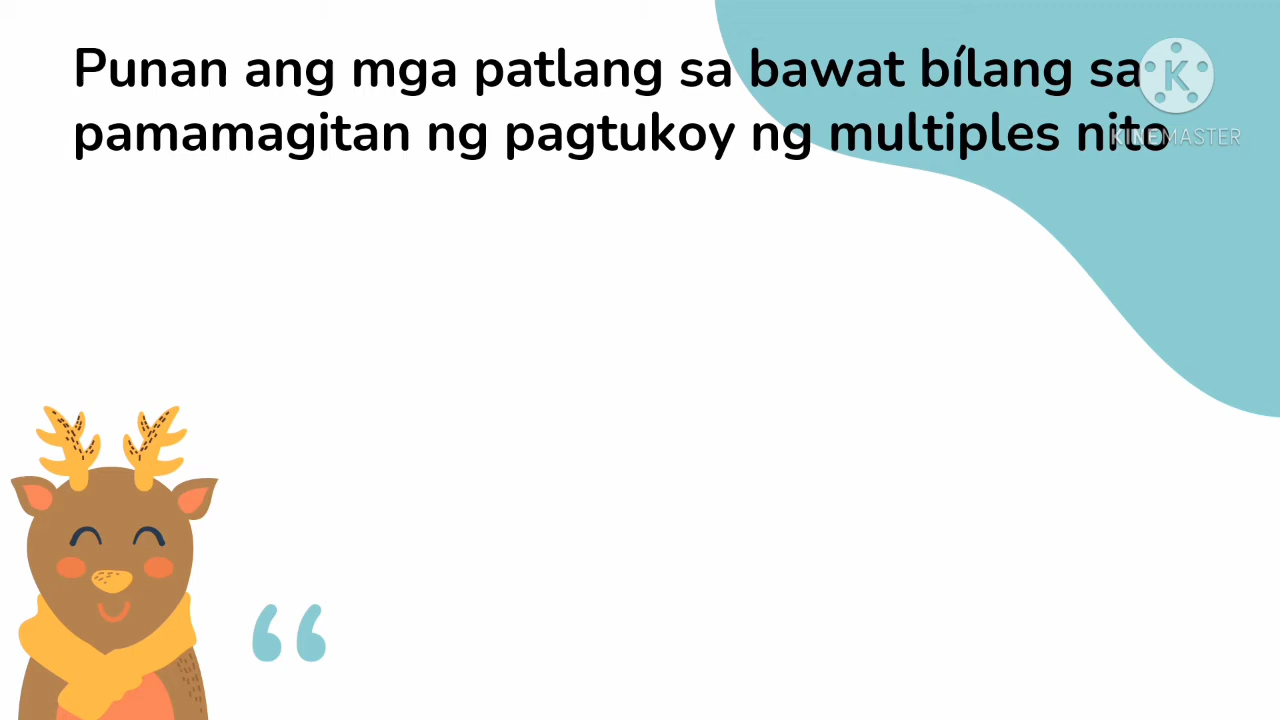 Punan ang mga patlang sa bawat bílang sa
pamamagitan ng pagtukoy ng multiples nito
K
KINEMASTER
“